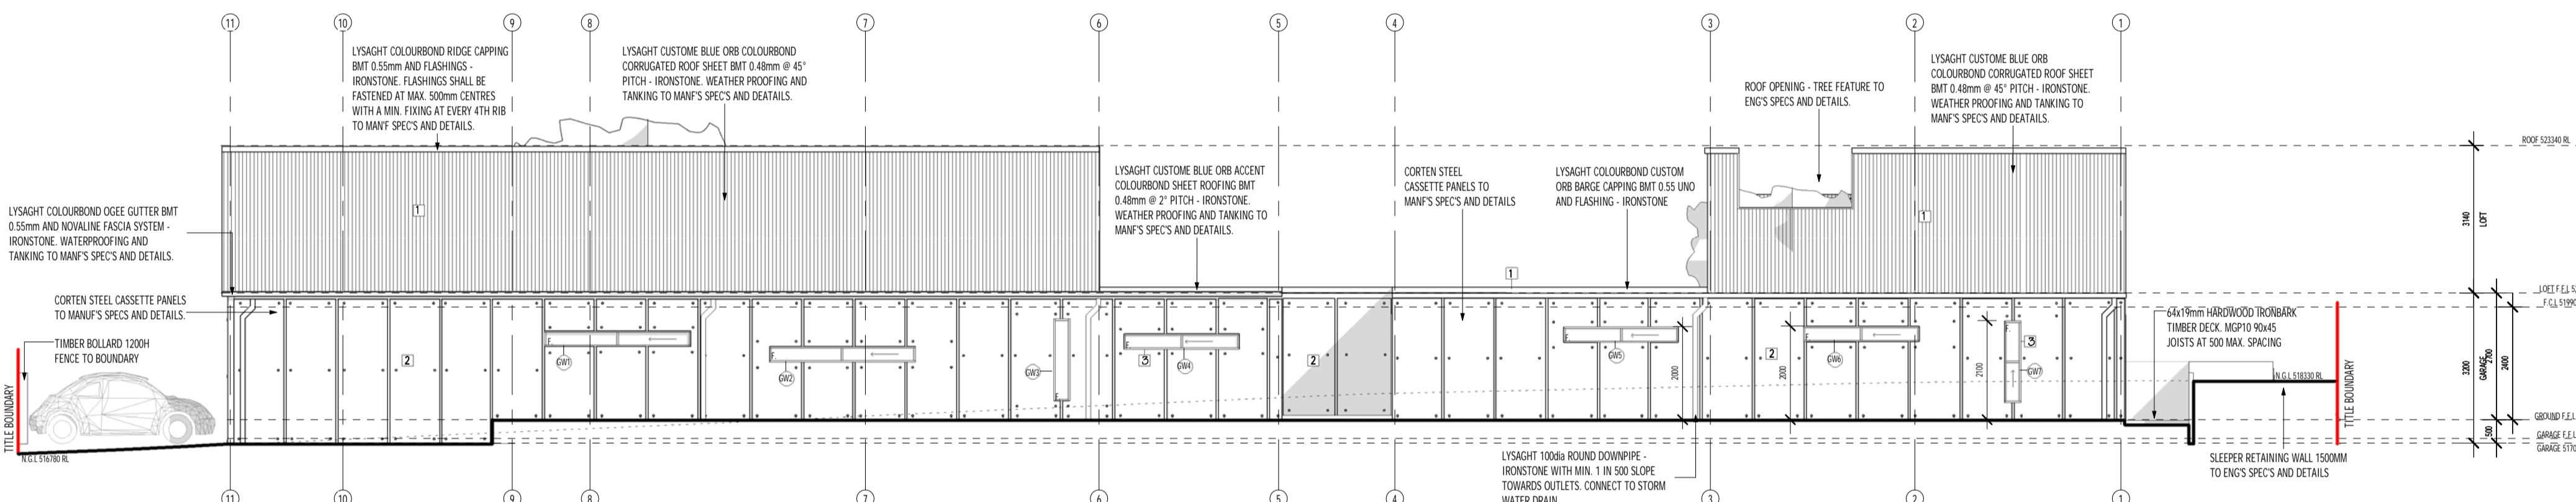 11
10
9
8
7
6
5
4
3
2
1
LYSAGHT COLOURBOND RIDGE CAPPING
BMT 0.55mm AND FLASHINGS -
IRONSTONE. FLASHINGS SHALL BE
FASTENED AT MAX. 500mm CENTRES
WITH A MIN. FIXING AT EVERY 4TH RIB
TO MAN'F SPEC'S AND DETAILS.
LYSAGHT CUSTOME BLUE ORB COLOURBOND
CORRUGATED ROOF SHEET BMT 0.48mm @ 45°
PITCH - IRONSTONE. WEATHER PROOFING AND
TANKING TO MANF'S SPEC'S AND DEATAILS.
ROOF OPENING - TREE FEATURE TO
ENG'S SPECS AND DETAILS.
LYSAGHT CUSTOME BLUE ORB
COLOURBOND CORRUGATED ROOF SHEET
BMT 0.48mm @ 45° PITCH - IRONSTONE.
WEATHER PROOFING AND TANKING TO
MANF'S SPEC'S AND DEATAILS.
ROOF 523340 RL
LYSAGHT CUSTOME BLUE ORB ACCENT
COLOURBOND SHEET ROOFING BMT
0.48mm @ 2° PITCH - IRONSTONE.
WEATHER PROOFING AND TANKING TO
MANF'S SPEC'S AND DEATAILS.
CORTEN STEEL
CASSETTE PANELS TO
MANF'S SPECS AND DETAILS
LYSAGHT COLOURBOND CUSTOM
ORB BARGE CAPPING BMT 0.55 UNO
AND FLASHING - IRONSTONE
LYSAGHT COLOURBOND OGEE GUTTER BMT
0.55mm AND NOVALINE FASCIA SYSTEM -
IRONSTONE. WATERPROOFING AND
TANKING TO MANF'S SPEC'S AND DETAILS.
1
1
1
3140
LOFT
CORTEN STEEL CASSETTE PANELS
TO MANUF'S SPECS AND DETAILS.
LOFT F.F.L 52
F.C.L 51990
TIMBER BOLLARD 1200H
FENCE TO BOUNDARY
64x19mm HARDWOOD IRONBARK
TIMBER DECK. MGP10 90x45
JOISTS AT 500 MAX. SPACING
2
F.
GW1
F.
GW2
GW3
F.
F.
3
GW4
2
F.
GW5
2000
2
2000
F.
GW6
2100
F.
3
GW7
3200
GARAGE
2700
2400
500
TITLE BOUNDARY
TITLE BOUNDARY
N.G.L 518330 RL
N.G.L 516780 RL
GROUND F.F.L
GARAGE F.F.L
GARAGE 5170
LYSAGHT 100dia ROUND DOWNPIPE -
IRONSTONE WITH MIN. 1 IN 500 SLOPE
TOWARDS OUTLETS. CONNECT TO STORM
WATER DRAIN
SLEEPER RETAINING WALL 1500MM
TO ENG'S SPEC'S AND DETAILS
11
10
9
8
7
6
5
4
3
2
1